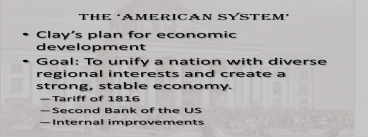 THE ‘AMERICAN SYSTEM’
• Clay’s plan for economic
development
• Goal: To unify a nation with diverse
regional interests and create a
strong, stable economy.
–Tariff of 1816
–Second Bank of the US
–Internal improvements